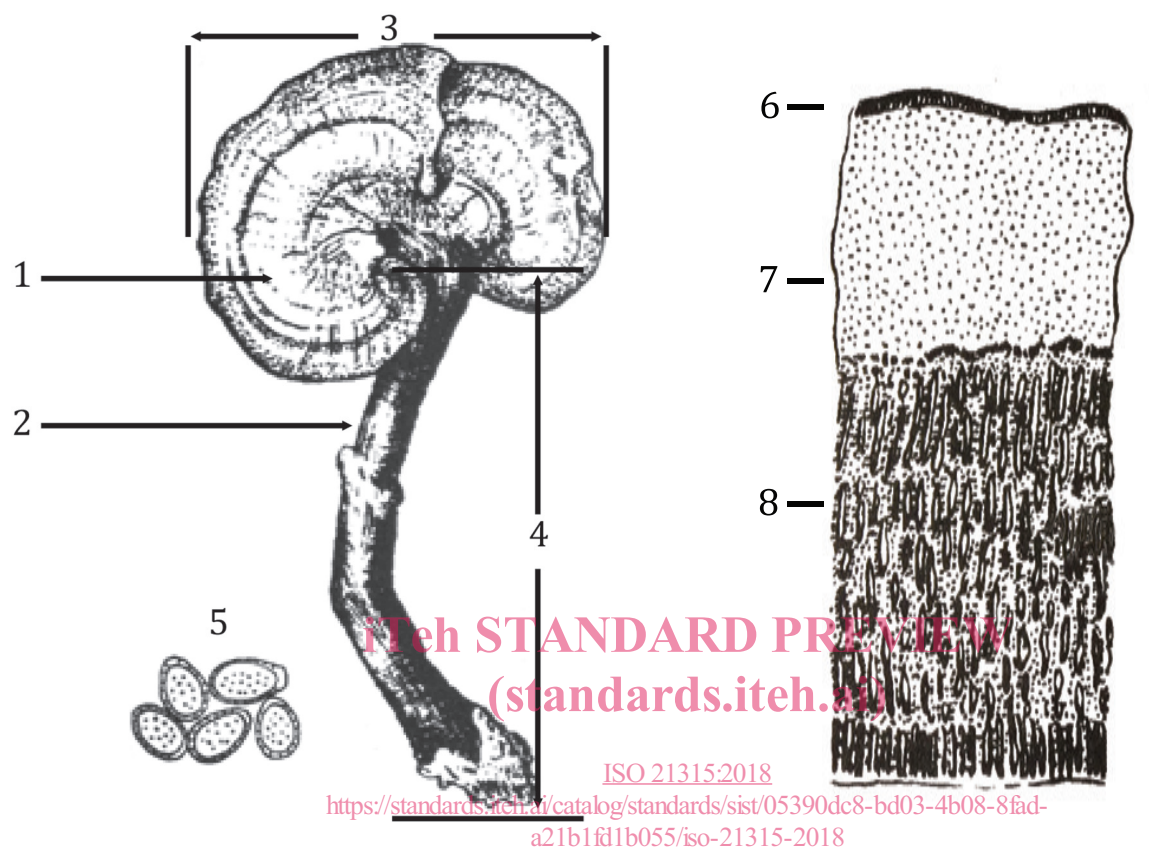 3
6
1
7
2
8
4
5
iTeh STANDARD PREVIEW
(standards.iteh.ai)
ISO 21315:2018
https://standards.iteh.ai/catalog/standards/sist/05390dc8-bd03-4b08-8fad-
a21b1fd1b055/iso-21315-2018